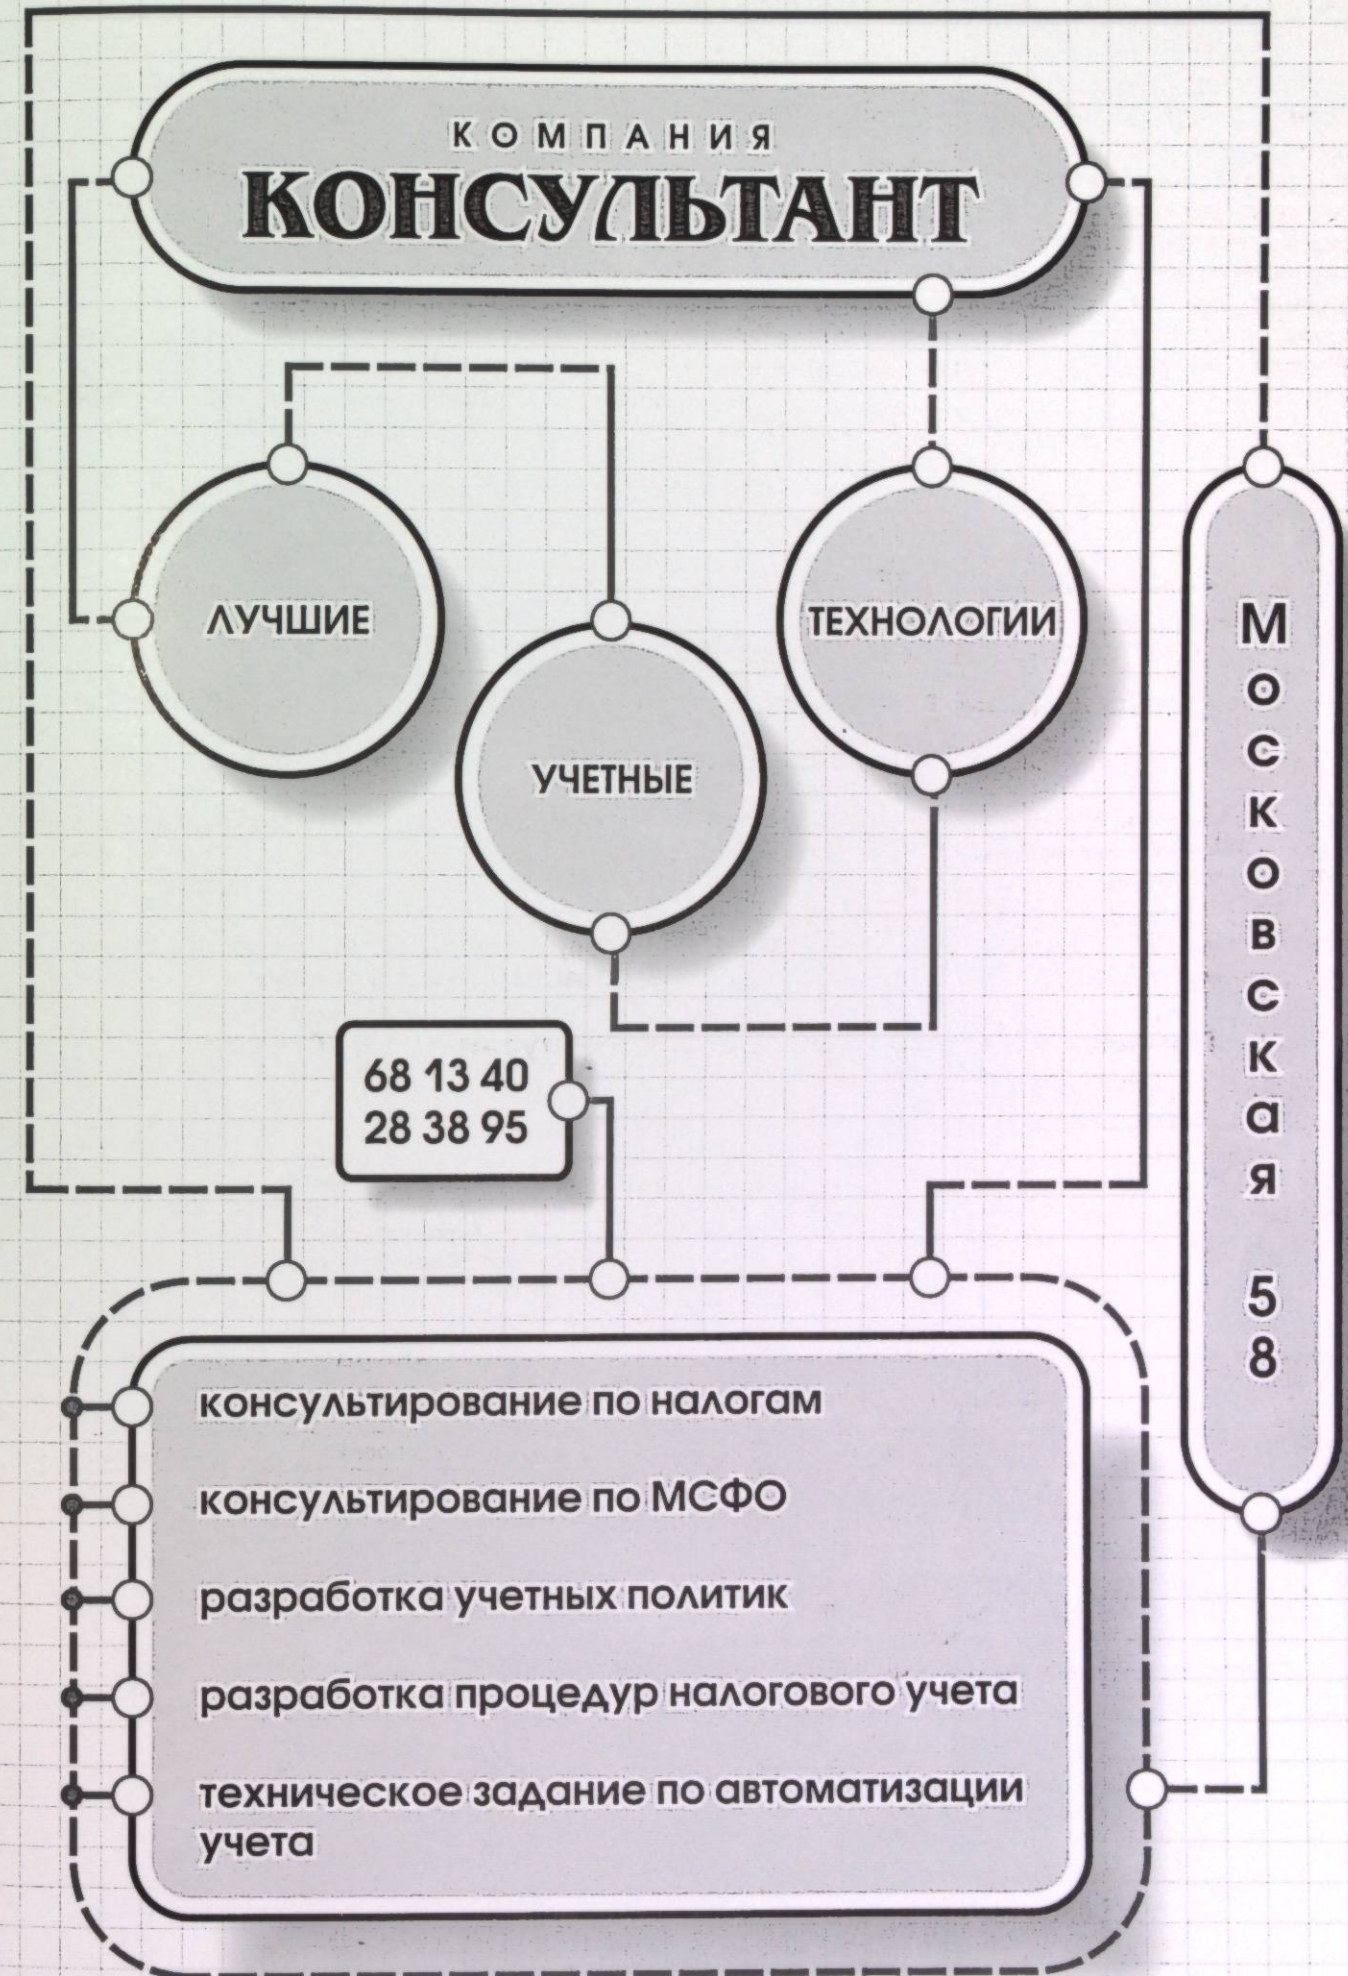 КОМПАНИЯ
КОНСУЛЬТАНТ
ЛУЧШИЕ
УЧЕТНЫЕ
ТЕХНОЛОГИИ
68 13 40
28 38 95
Московская 58
консультирование по налогам
консультирование по МСФО
разработка учетных политик
разработка процедур налогового учета
техническое задание по автоматизации
учета